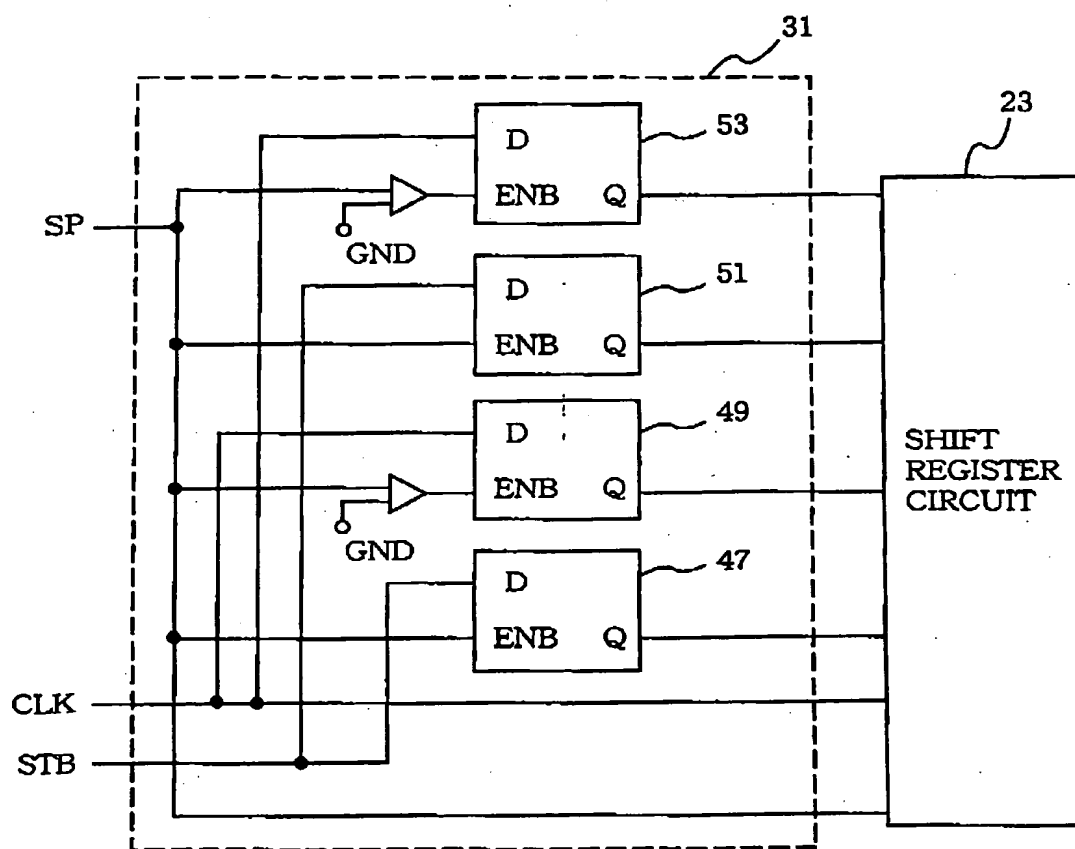 31
23
53
D
ENB Q
SP
GND
51
D
ENB Q
49
D
ENB Q
GND
SHIFT
REGISTER
CIRCUIT
47
D
ENB Q
CLK
STB